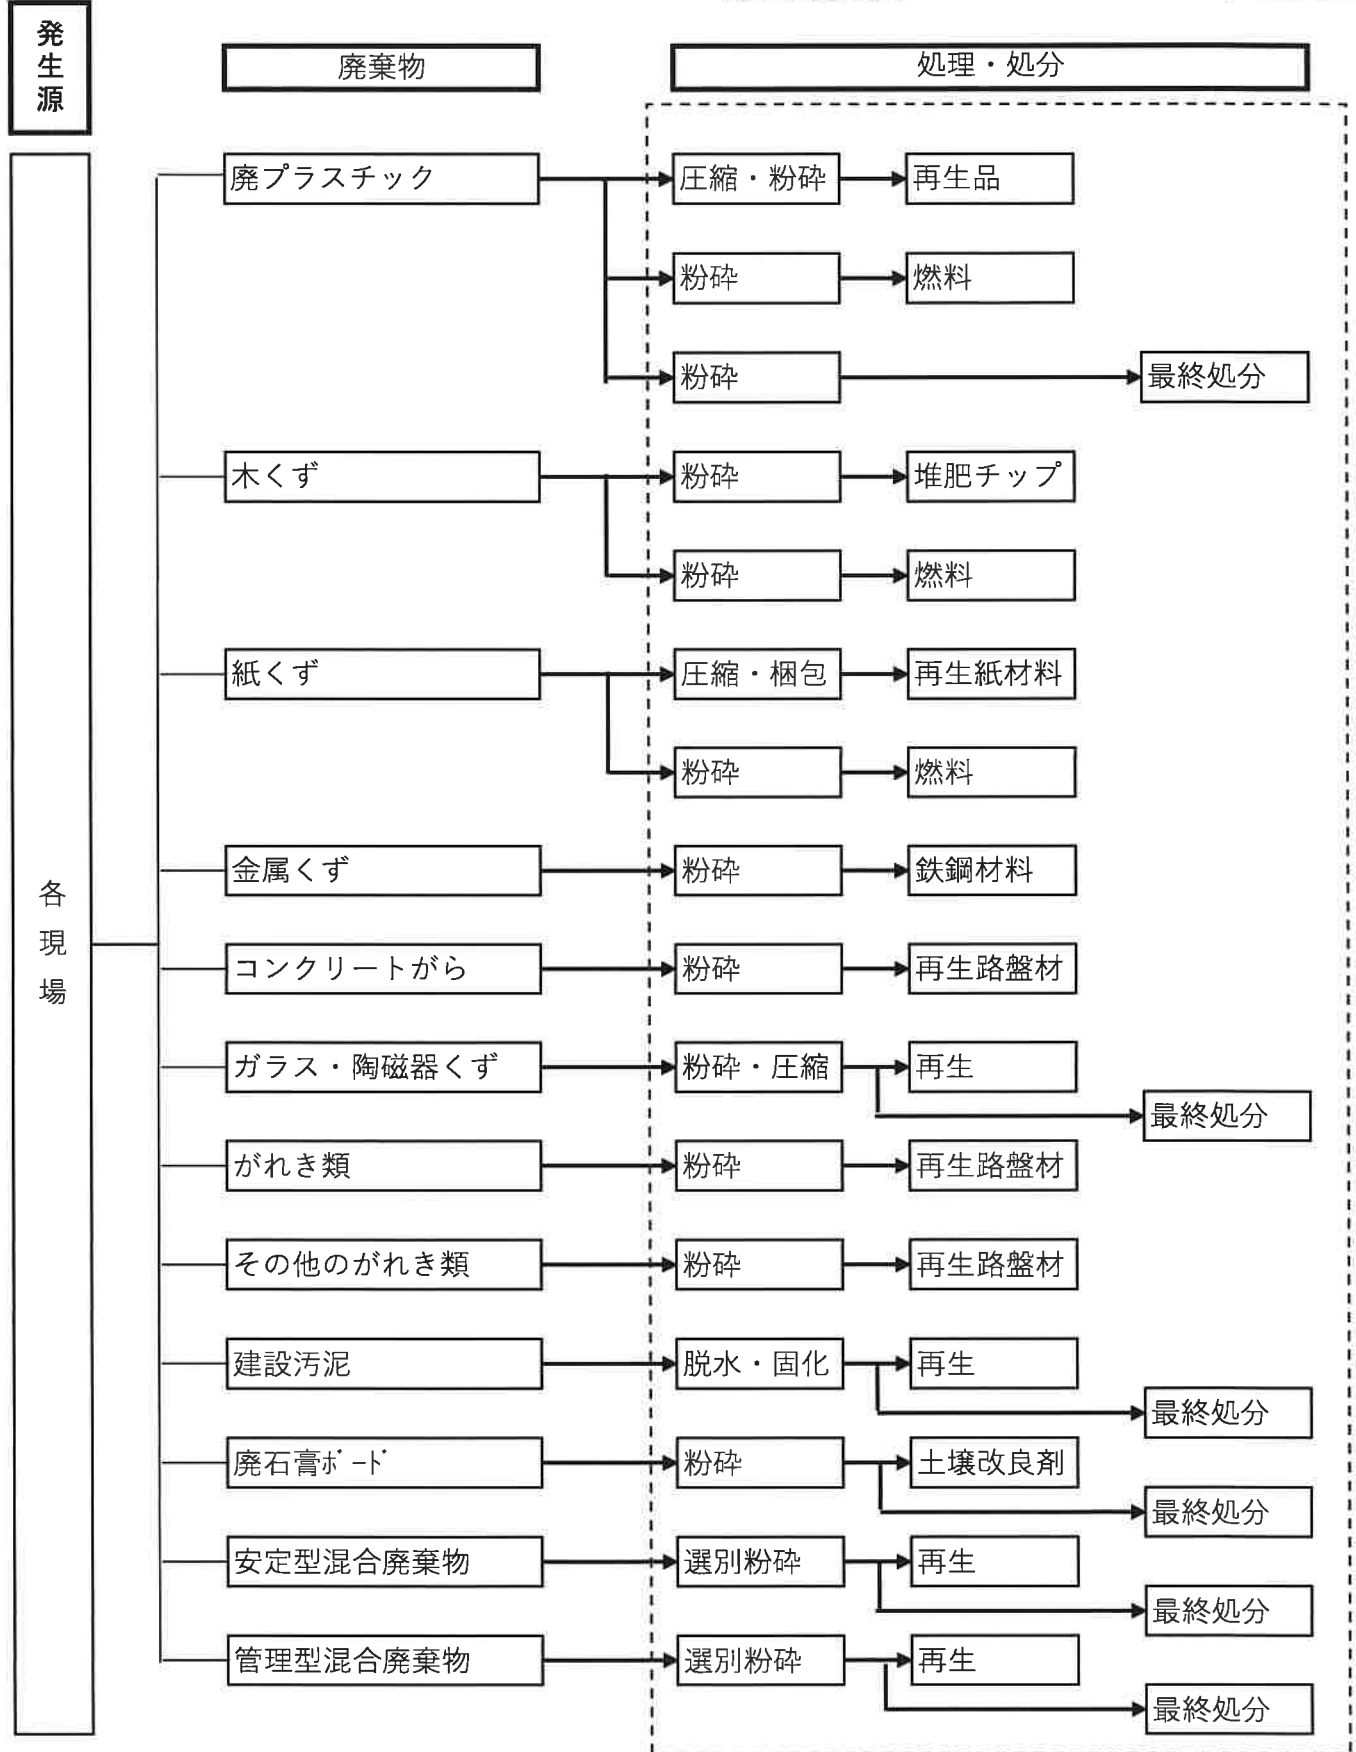 発生源
廃棄物
処理・処分
各現場
廃プラスチック
圧縮・粉砕
再生品
粉砕
燃料
粉砕
最終処分
木くず
粉砕
堆肥チップ
粉砕
燃料
紙くず
圧縮・梱包
再生紙材料
粉砕
燃料
金属くず
粉砕
鉄鋼材料
コンクリートがら
粉砕
再生路盤材
ガラス・陶磁器くず
粉砕・圧縮
再生
最終処分
がれき類
粉砕
再生路盤材
その他のがれき類
粉砕
再生路盤材
建設汚泥
脱水・固化
再生
最終処分
廃石膏ﾎﾞｰﾄﾞ
粉砕
土壌改良剤
最終処分
安定型混合廃棄物
選別粉砕
再生
最終処分
管理型混合廃棄物
選別粉砕
再生
最終処分